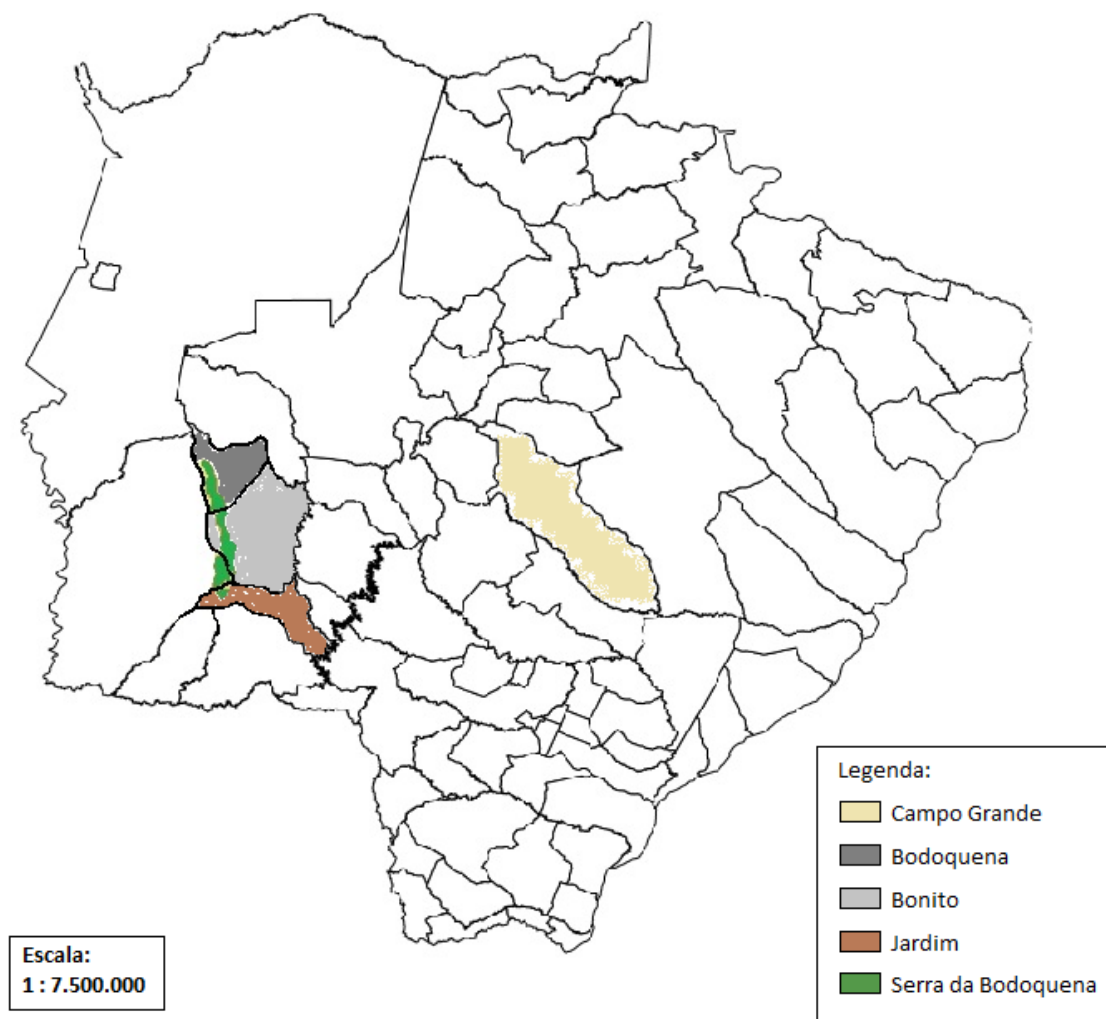 Legenda:
Campo Grande
Bodoquena
Bonito
Jardim
Serra da Bodoquena
Escala:
1 : 7.500.000